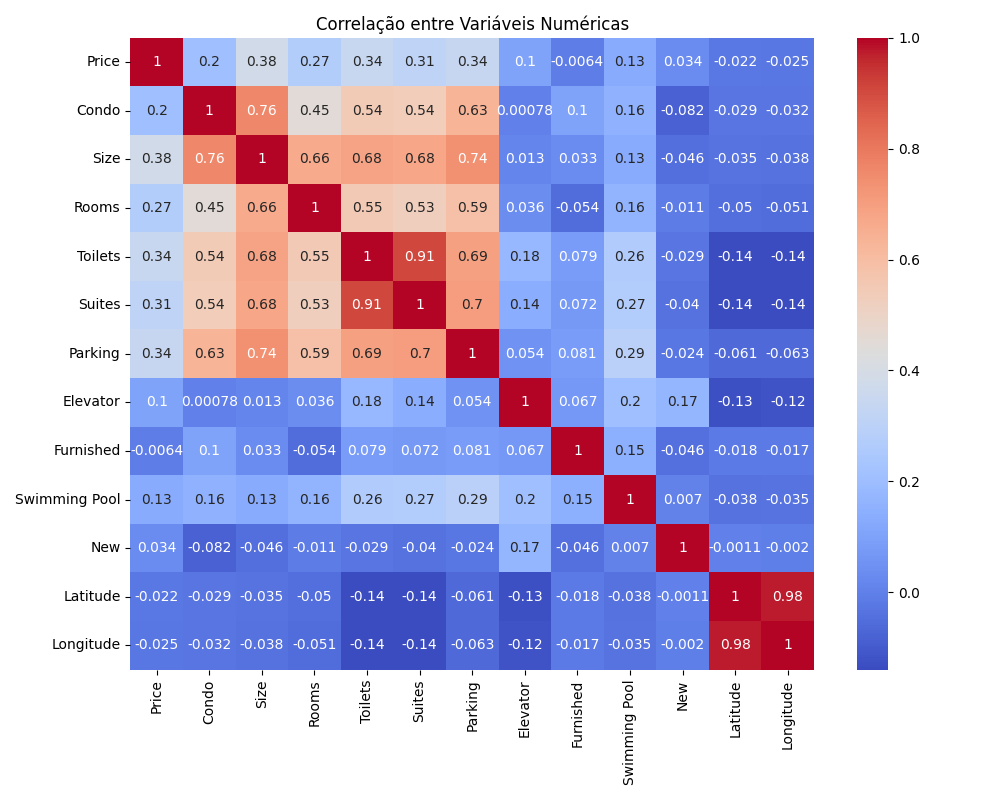 Correlação entre Variáveis Numéricas
Price 1 0.2 0.38 0.27 0.34 0.31 0.34 0.1 -0.0064 0.13 0.034 -0.022 -0.025
Condo 0.2 1 0.76 0.45 0.54 0.54 0.63 0.00078 0.1 0.16 -0.082 -0.029 -0.032
Size 0.38 0.76 1 0.66 0.68 0.68 0.74 0.013 0.033 0.13 -0.046 -0.035 -0.038
Rooms 0.27 0.45 0.66 1 0.55 0.53 0.59 0.036 -0.054 0.16 -0.011 -0.05 -0.051
Toilets 0.34 0.54 0.68 0.55 1 0.91 0.69 0.18 0.079 0.26 -0.029 -0.14 -0.14
Suites 0.31 0.54 0.68 0.53 0.91 1 0.7 0.14 0.072 0.27 -0.04 -0.14 -0.14
Parking 0.34 0.63 0.74 0.59 0.69 0.7 1 0.054 0.081 0.29 -0.024 -0.061 -0.063
Elevator 0.1 0.00078 0.013 0.036 0.18 0.14 0.054 1 0.067 0.2 0.17 -0.13 -0.12
Furnished -0.0064 0.1 0.033 -0.054 0.079 0.072 0.081 0.067 1 0.15 -0.046 -0.018 -0.017
Swimming Pool 0.13 0.16 0.13 0.16 0.26 0.27 0.29 0.2 0.15 1 0.007 -0.038 -0.035
New 0.034 -0.082 -0.046 -0.011 -0.029 -0.04 -0.024 0.17 -0.046 0.007 1 -0.0011 -0.002
Latitude -0.022 -0.029 -0.035 -0.05 -0.14 -0.14 -0.061 -0.13 -0.018 -0.038 -0.0011 1 0.98
Longitude -0.025 -0.032 -0.038 -0.051 -0.14 -0.14 -0.063 -0.12 -0.017 -0.035 -0.002 0.98 1
Price Condo Size Rooms Toilets Suites Parking Elevator Furnished Swimming Pool New Latitude Longitude
1.0
0.8
0.6
0.4
0.2
0.0